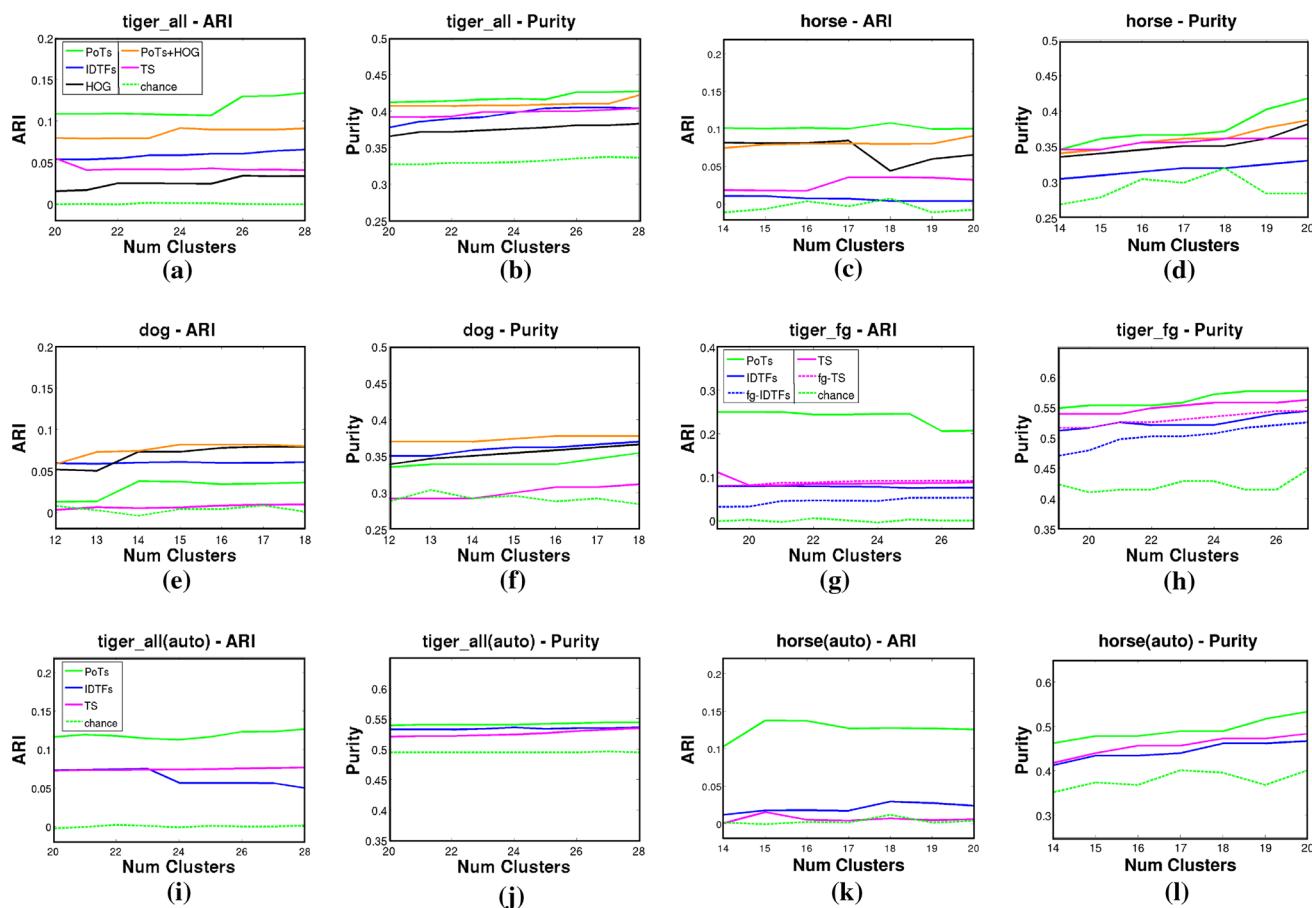 tiger_all - ARI
0.2
0.15
0.1
0.05
0
ARI
PoTs
IDTFs
HOG
PoTs+HOG
TS
chance
20 22 24 26 28
Num Clusters
(a)
tiger_all - Purity
0.5
0.45
0.4
0.35
0.3
0.25
Purity
20 22 24 26 28
Num Clusters
(b)
horse - ARI
0.2
0.15
0.1
0.05
0
ARI
14 15 16 17 18 19 20
Num Clusters
(c)
horse - Purity
0.5
0.45
0.4
0.35
0.3
0.25
Purity
14 15 16 17 18 19 20
Num Clusters
(d)
dog - ARI
0.2
0.15
0.1
0.05
0
ARI
12 13 14 15 16 17 18
Num Clusters
(e)
dog - Purity
0.5
0.45
0.4
0.35
0.3
0.25
Purity
12 13 14 15 16 17 18
Num Clusters
(f)
tiger_fg - ARI
0.4
0.3
0.2
0.1
0
ARI
PoTs
IDTFs
fg-IDTFs
TS
fg-TS
chance
20 22 24 26
Num Clusters
(g)
tiger_fg - Purity
0.6
0.55
0.5
0.45
0.4
0.35
Purity
20 22 24 26
Num Clusters
(h)
tiger_all(auto) - ARI
0.2
0.15
0.1
0.05
0
ARI
PoTs
IDTFs
TS
chance
20 22 24 26 28
Num Clusters
(i)
tiger_all(auto) - Purity
0.6
0.55
0.5
0.45
0.4
0.35
Purity
20 22 24 26 28
Num Clusters
(j)
horse(auto) - ARI
0.2
0.15
0.1
0.05
0
ARI
14 15 16 17 18 19 20
Num Clusters
(k)
horse(auto) - Purity
0.6
0.5
0.4
0.3
Purity
14 15 16 17 18 19 20
Num Clusters
(l)